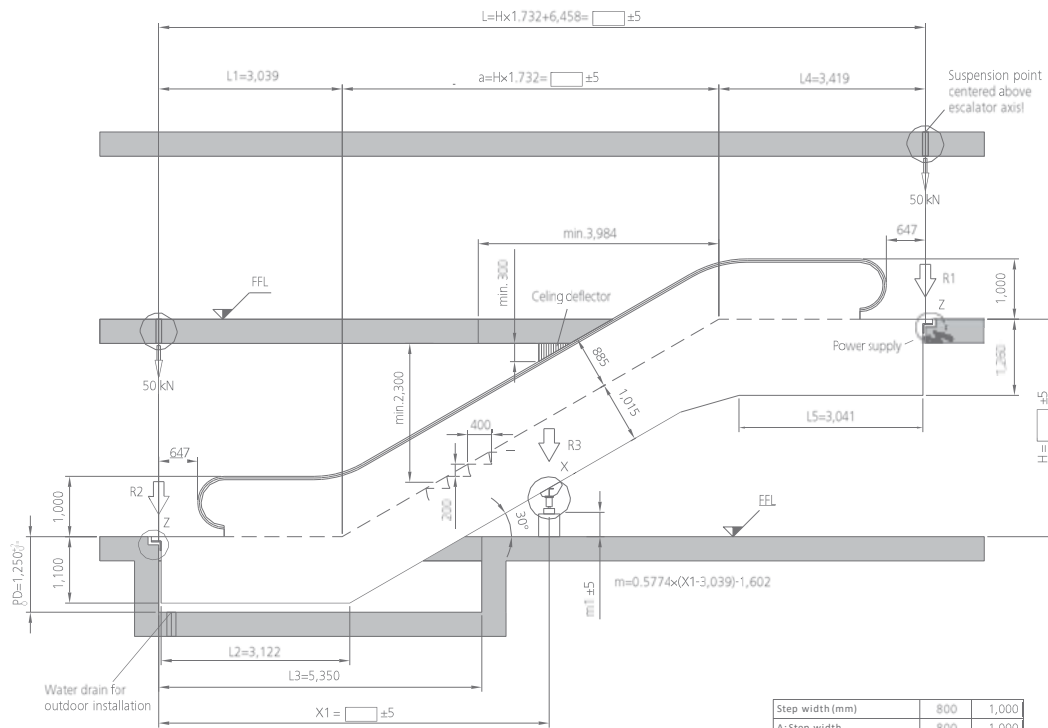 L=H×1.732+6,458= ±5
L1=3,039
a=H×1.732= ±5
L4=3,419
Suspension point
centered above
escalator axis!
50 kN
647
min.3,984
min. 300
FFL
Celing deflector
R1
1,000
Z
Power supply
50 kN
885
1,015
min.2,300
400
L5=3,041
H= ±5
647
R3
X
R2
1,000
200
30°
FFL
Z
1,100
m1 ±5
m=0.5774×(X1-3,039)-1,602
L2=3,122
L3=5,350
Water drain for
outdoor installation
X1 = ±5
Step width (mm) 800 1,000
A: Step width 800 1,000